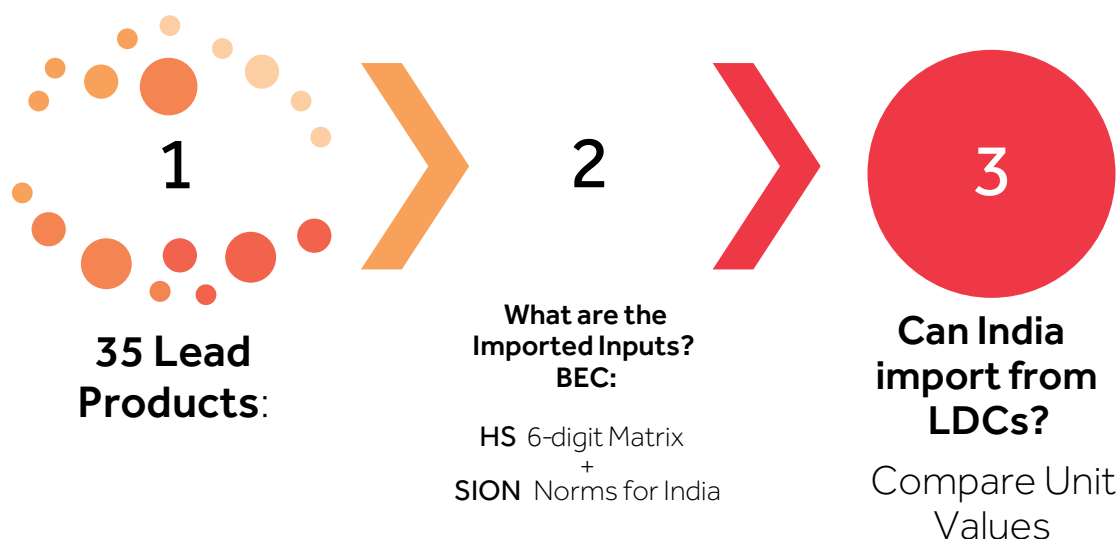 1
35 Lead
Products:
2
What are the
Imported Inputs?
BEC:
HS 6-digit Matrix
+
SION Norms for India
3
Can India
import from
LDCs?
Compare Unit
Values